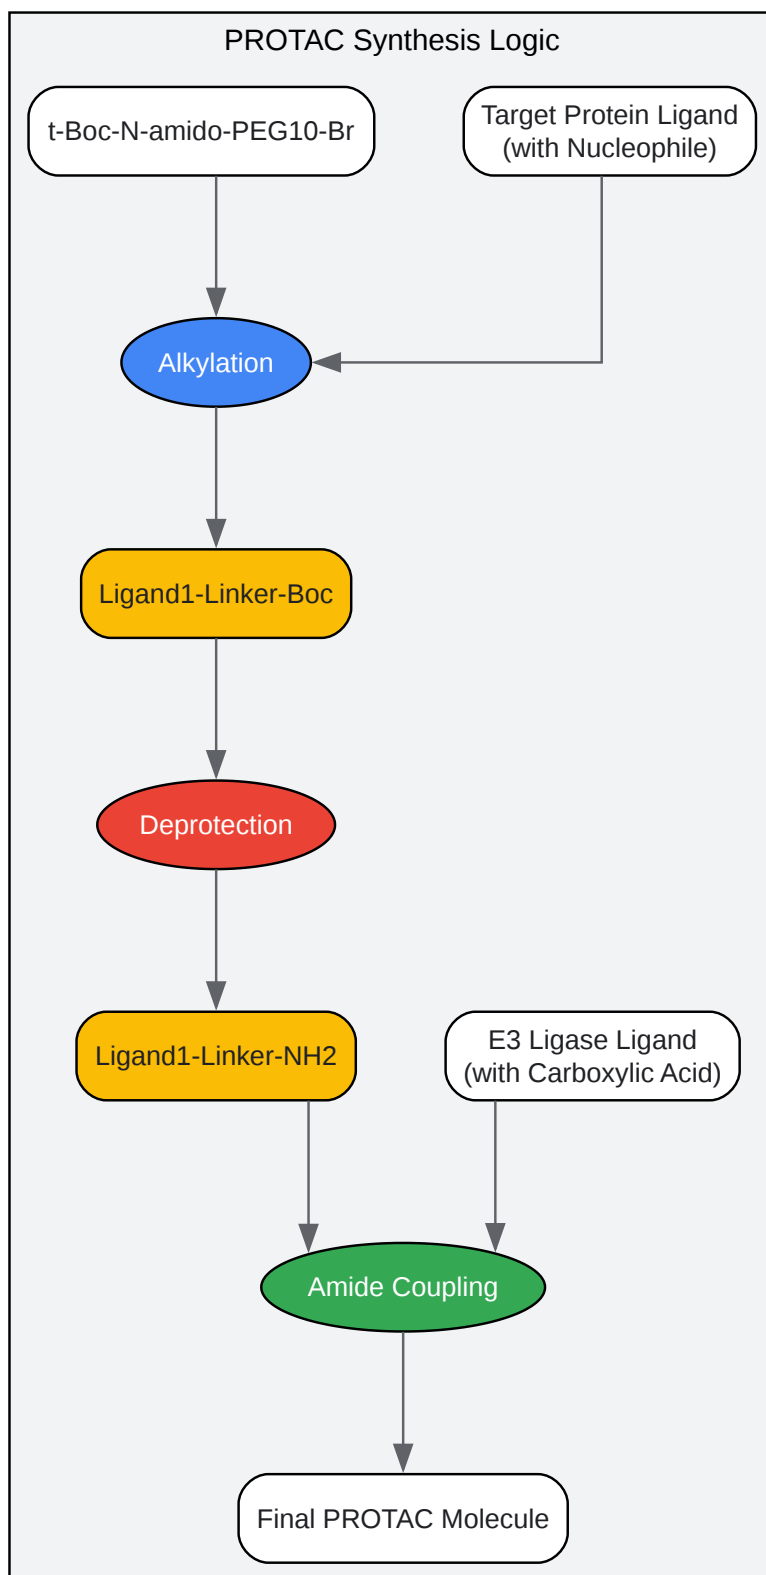 PROTAC Synthesis Logic
t-Boc-N-amido-PEG10-Br
Target Protein Ligand
(with Nucleophile)
Alkylation
Ligand1-Linker-Boc
Deprotection
Ligand1-Linker-NH2
E3 Ligase Ligand
(with Carboxylic Acid)
Amide Coupling
Final PROTAC Molecule